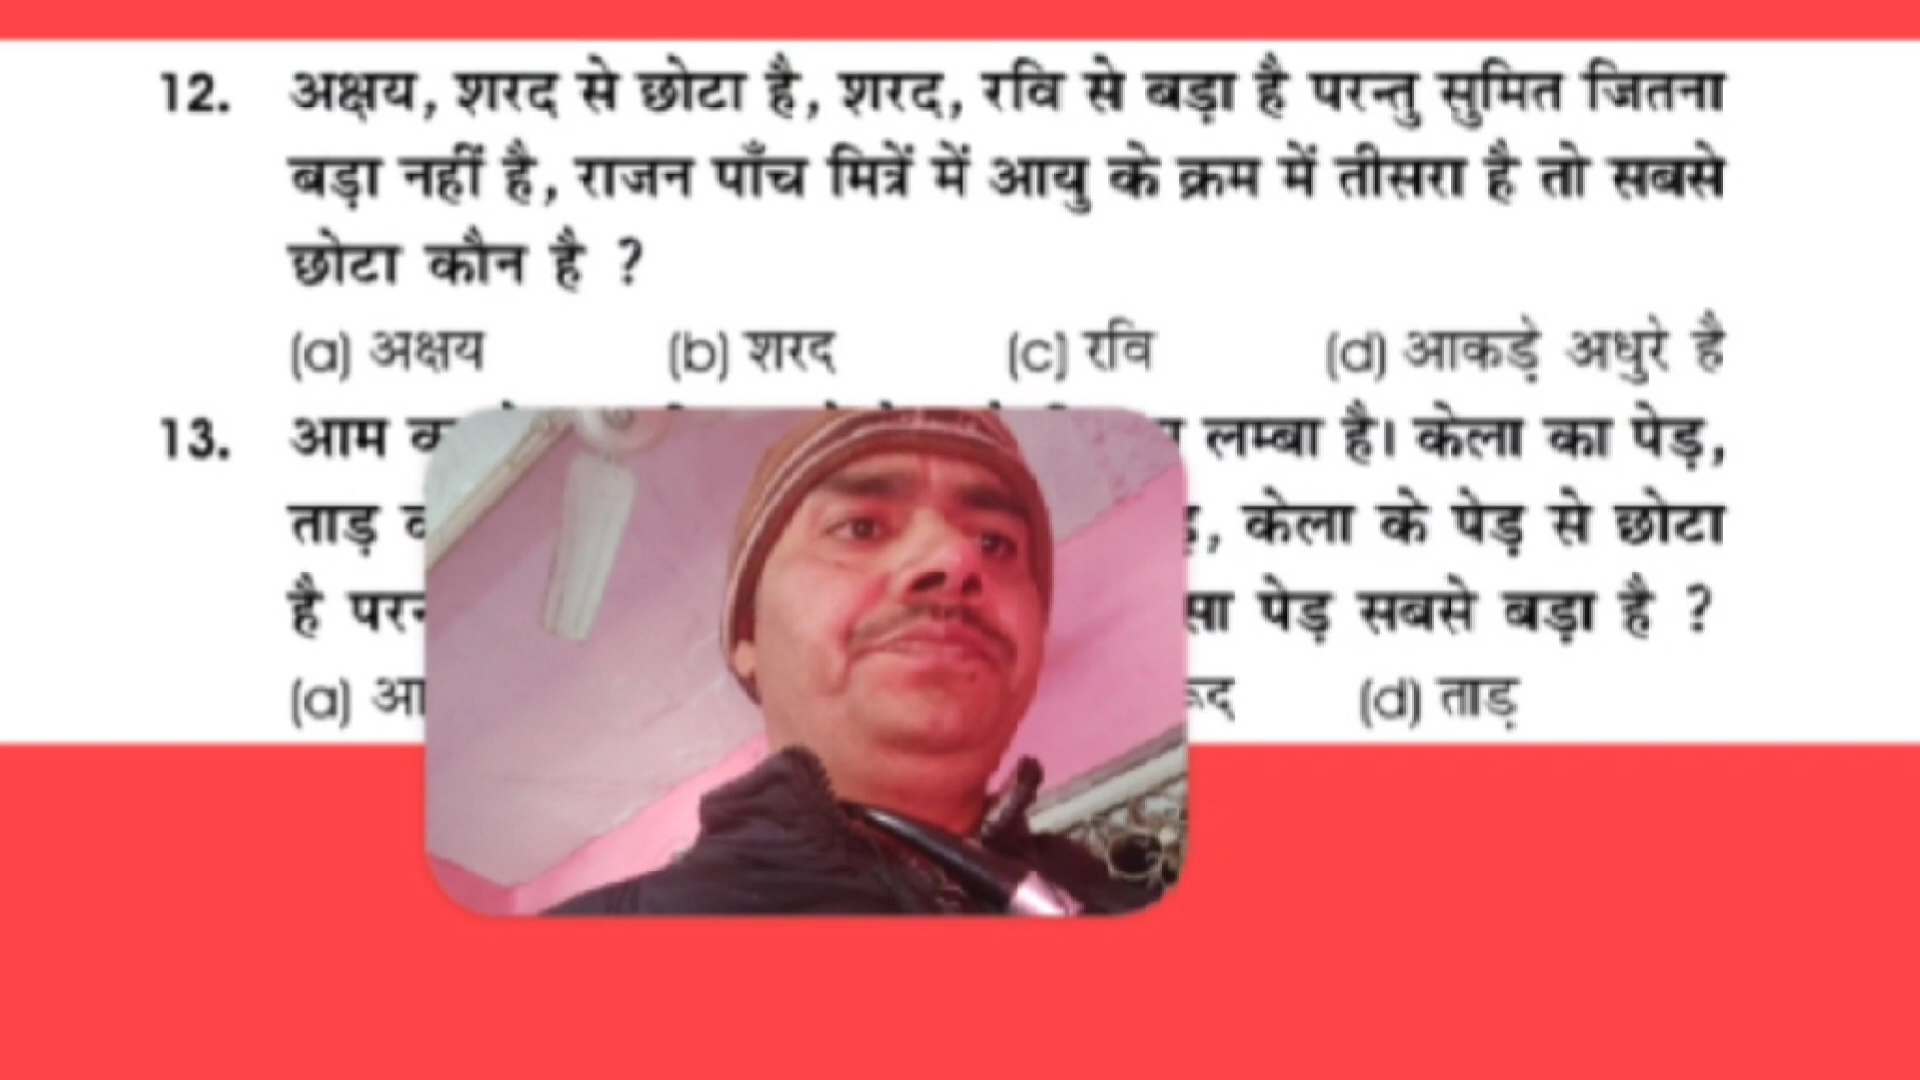 12. अक्षय, शरद से छोटा है, शरद, रवि से बड़ा है परन्तु सुमित जितना
बड़ा नहीं है, राजन पाँच मित्रें में आयु के क्रम में तीसरा है तो सबसे
छोटा कौन है ?
(a) अक्षय (b) शरद (c) रवि (d) आकड़े अधुरे है
13. आम लम्बा है। केला का पेड़,
ताड़ केला के पेड़ से छोटा
है पेड़ सबसे बड़ा है ?
(a) (d) ताड़